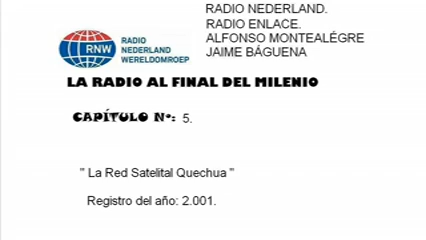 RADIO NEDERLAND.
RADIO ENLACE.
ALFONSO MONTEALÉGRE
JAIME BÁGUENA
RNW
RADIO
NEDERLAND
WERELDOMROEP
LA RADIO AL FINAL DEL MILENIO
CAPÍTULO Nº: 5.
" La Red Satelital Quechua "
Registro del año: 2.001.